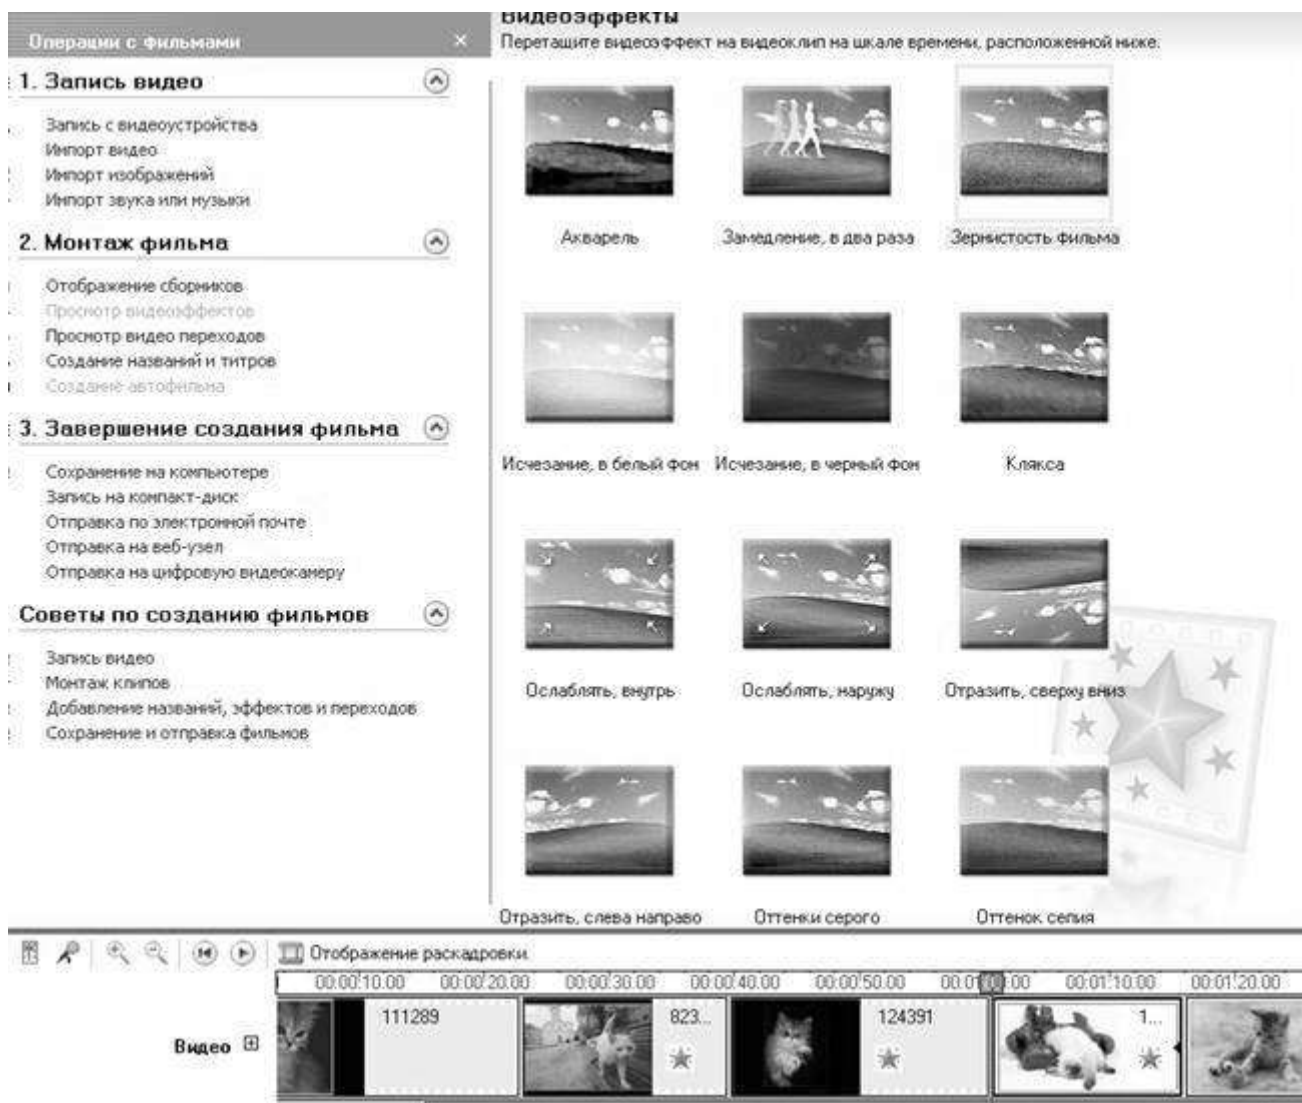 Операции с фильмами
1. Запись видео
Запись с видеоустройства
Импорт видео
Импорт изображений
Импорт звука или музыки
2. Монтаж фильма
Отображение сборников
Просмотр видеоэффектов
Просмотр видео переходов
Создание названий и титров
Создание автофильма
3. Завершение создания фильма
Сохранение на компьютере
Запись на компакт-диск
Отправка по электронной почте
Отправка на веб-узел
Отправка на цифровую видеокамеру
Советы по созданию фильмов
Запись видео
Монтаж клипов
Добавление названий, эффектов и переходов
Сохранение и отправка фильмов
Видеоэффекты
Перетащите видеоэффект на видеоклип на шкале времени, расположенной ниже.
Акварель
Замедление, в два раза
Зернистость фильма
Исчезание, в белый фон
Исчезание, в черный фон
Клякса
Ослаблять, внутрь
Ослаблять, наружу
Отразить, сверху вниз
Отразить, слева направо
Оттенки серого
Оттенок сепия
Отображение раскадровки
00:00:10.00 00:00:20.00 00:00:30.00 00:00:40.00 00:00:50.00 00:01:10.00 00:01:20.00
Видео
111289
823...
124391
1...